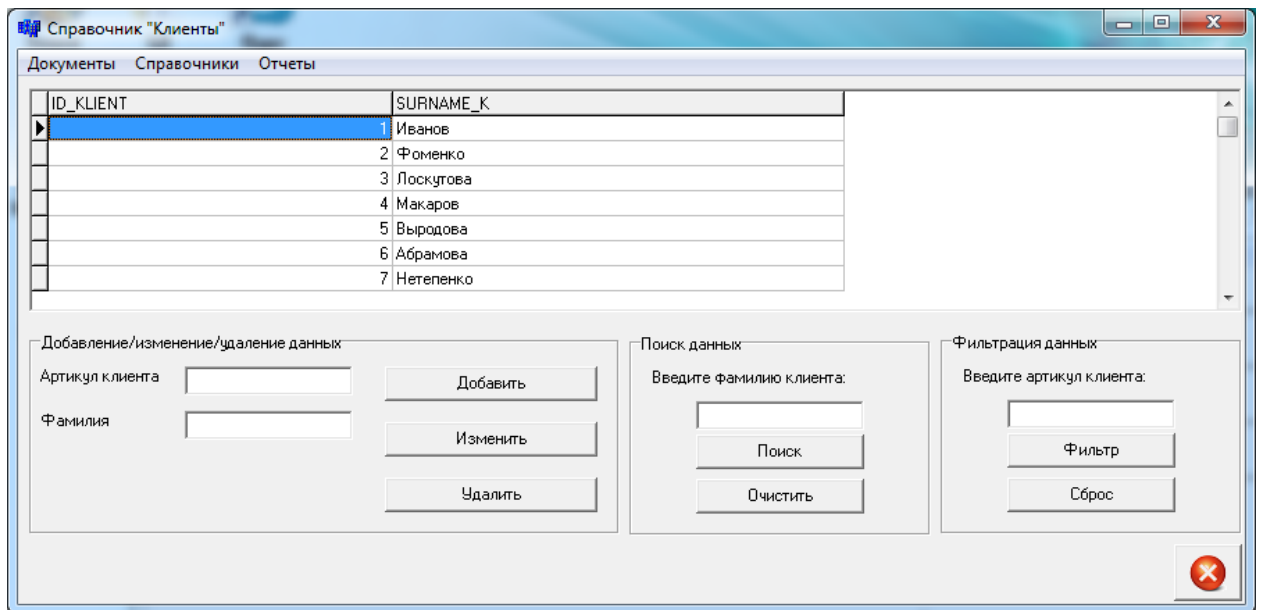 Справочник "Клиенты"
Документы Справочники Отчеты
ID_KLIENT SURNAME_K
1 Иванов
2 Фоменко
3 Лоскутова
4 Макаров
5 Выродова
6 Абрамова
7 Нетепенко
Добавление/изменение/удаление данных
Артикул клиента
Добавить
Фамилия
Изменить
Удалить
Поиск данных
Введите фамилию клиента:
Поиск
Очистить
Фильтрация данных
Введите артикул клиента:
Фильтр
Сброс